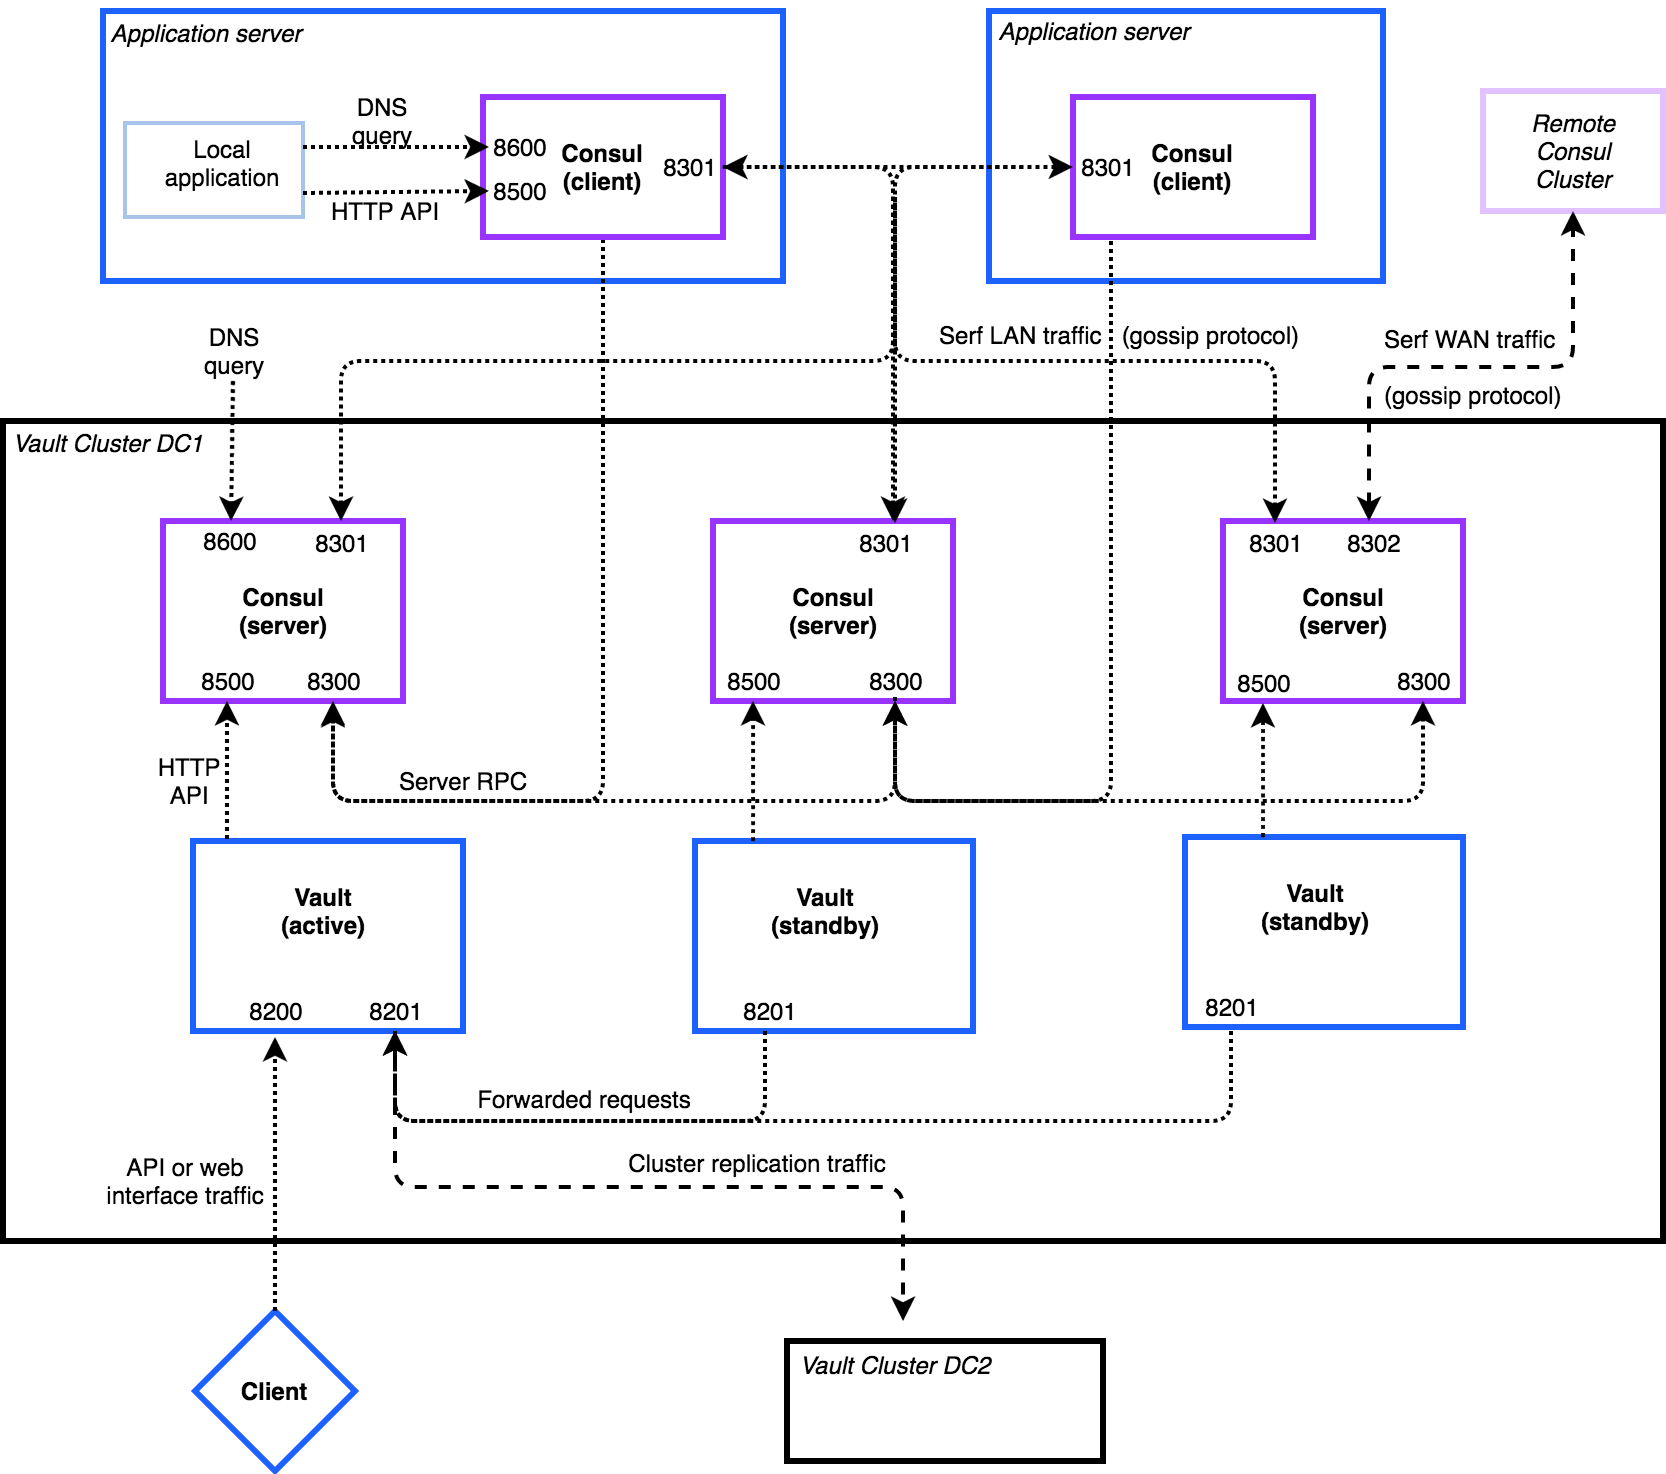 Application server
Application server
DNS
query
Local
application
HTTP API
8600
8500
Consul
(client)
8301
8301
Consul
(client)
Remote
Consul
Cluster
DNS
query
Serf LAN traffic (gossip protocol)
Serf WAN traffic
(gossip protocol)
Vault Cluster DC1
8600 8301
Consul
(server)
8500 8300
8301
Consul
(server)
8500 8300
8301 8302
Consul
(server)
8500 8300
HTTP
API
Server RPC
Vault
(active)
8200 8201
Vault
(standby)
8201
Vault
(standby)
8201
Forwarded requests
API or web
interface traffic
Cluster replication traffic
Client
Vault Cluster DC2